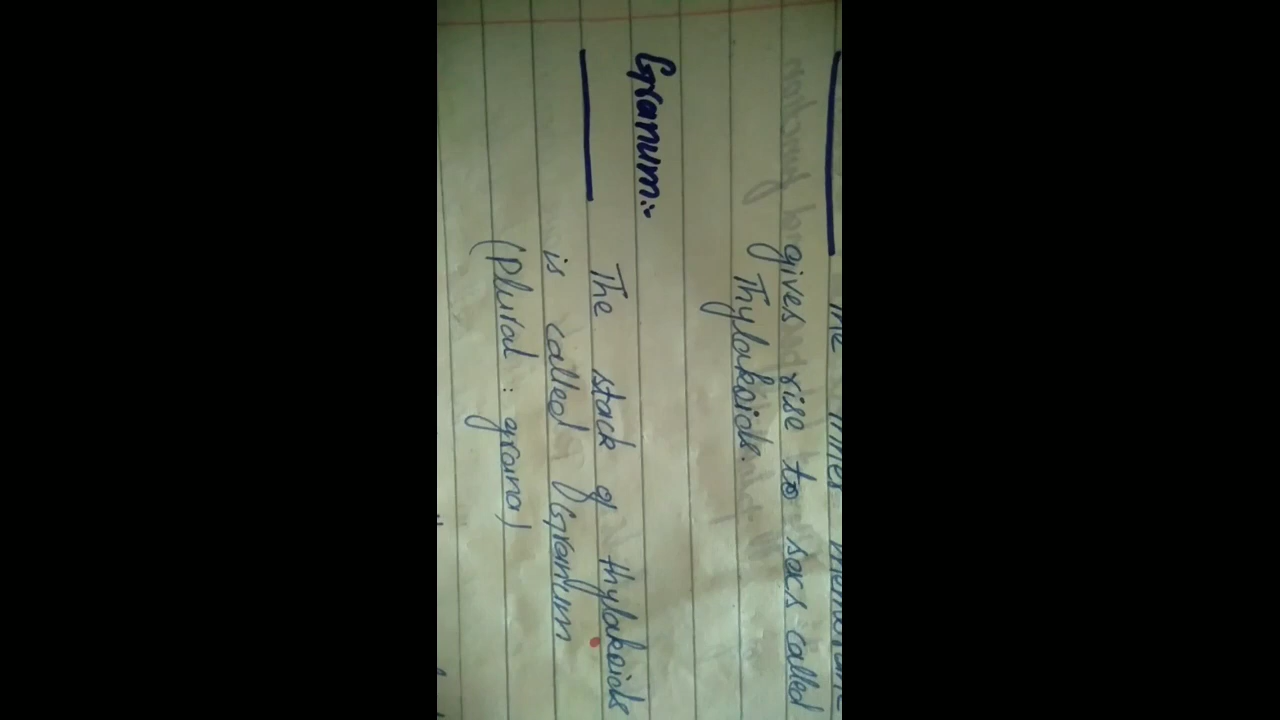 gives rise to sacs called
Thylakoids.
Granum:-
The stack of thylakoids
is called Granum
(Plural : grana)